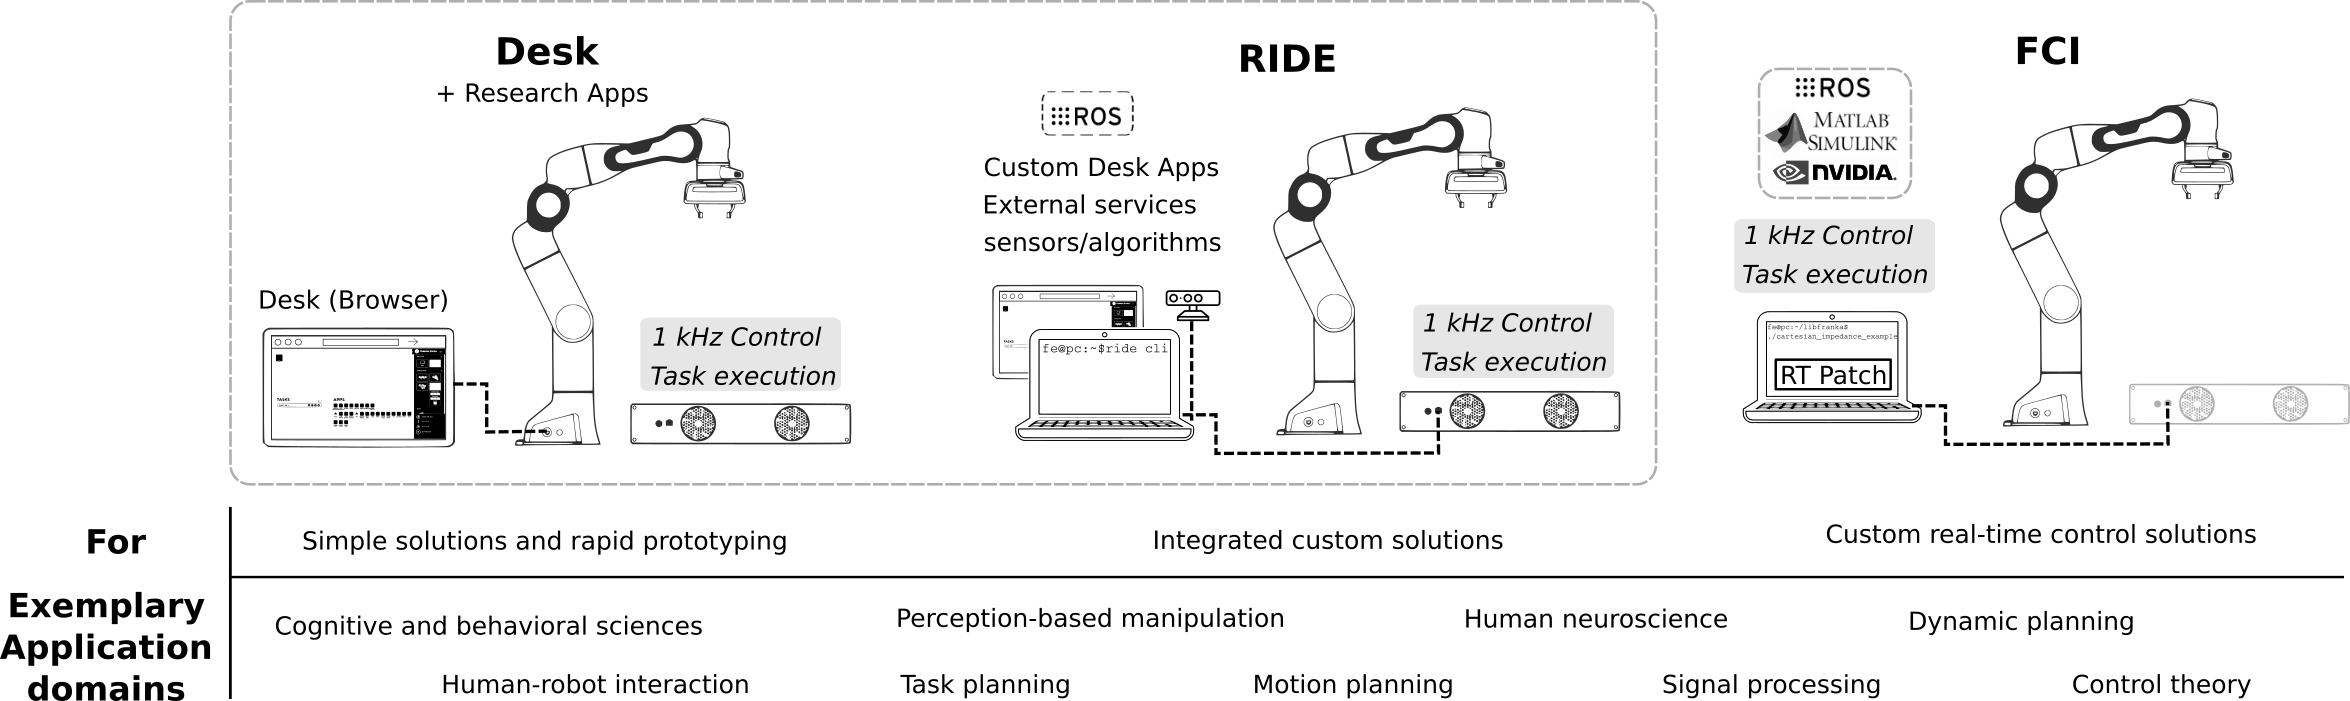 Desk
+ Research Apps
Desk (Browser)
TASKS
APPS
1 kHz Control
Task execution
RIDE
ROS
Custom Desk Apps
External services
sensors/algorithms
TASKS
fe@pc:~$ride cli
1 kHz Control
Task execution
FCI
ROS
MATLAB
SIMULINK
NVIDIA.
1 kHz Control
Task execution
fe@pc:~/libfranka$
./cartesian_impedance_example
RT Patch
For
Simple solutions and rapid prototyping
Integrated custom solutions
Custom real-time control solutions
Exemplary
Application
domains
Cognitive and behavioral sciences
Perception-based manipulation
Human neuroscience
Dynamic planning
Human-robot interaction
Task planning
Motion planning
Signal processing
Control theory